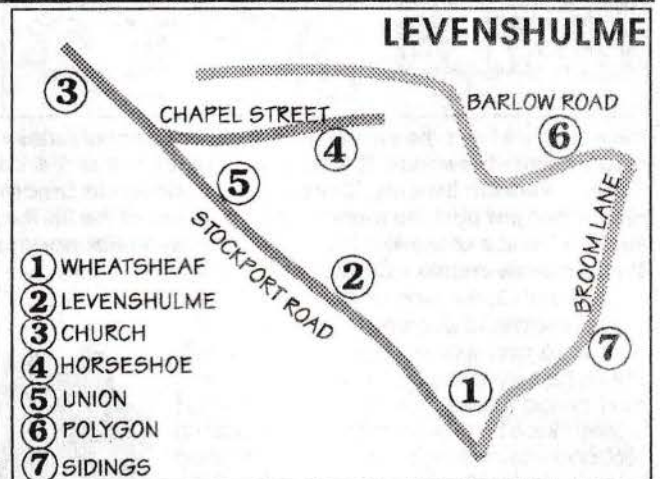 LEVENSHULME
3
CHAPEL STREET
BARLOW ROAD
6
4
5
STOCKPORT ROAD
2
BROOM LANE
7
1
1 WHEATSHEAF
2 LEVENSHULME
3 CHURCH
4 HORSESHOE
5 UNION
6 POLYGON
7 SIDINGS